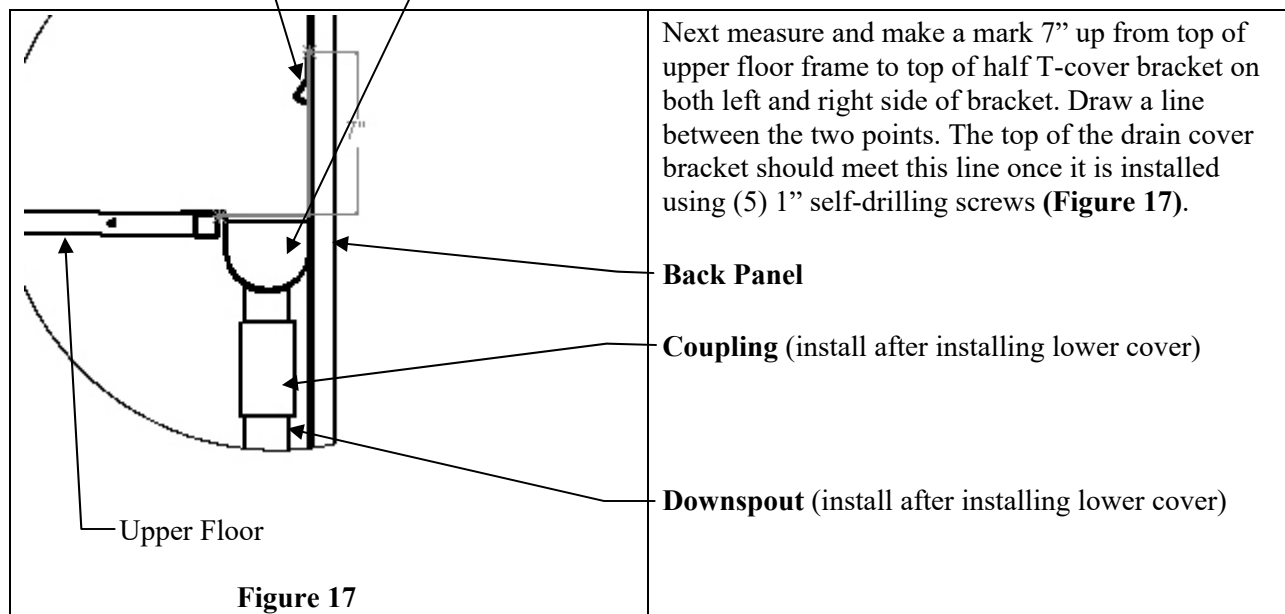 Next measure and make a mark 7” up from top of
upper floor frame to top of half T-cover bracket on
both left and right side of bracket. Draw a line
between the two points. The top of the drain cover
bracket should meet this line once it is installed
using (5) 1” self-drilling screws (Figure 17).
7"
Back Panel
Coupling (install after installing lower cover)
Downspout (install after installing lower cover)
Upper Floor
Figure 17